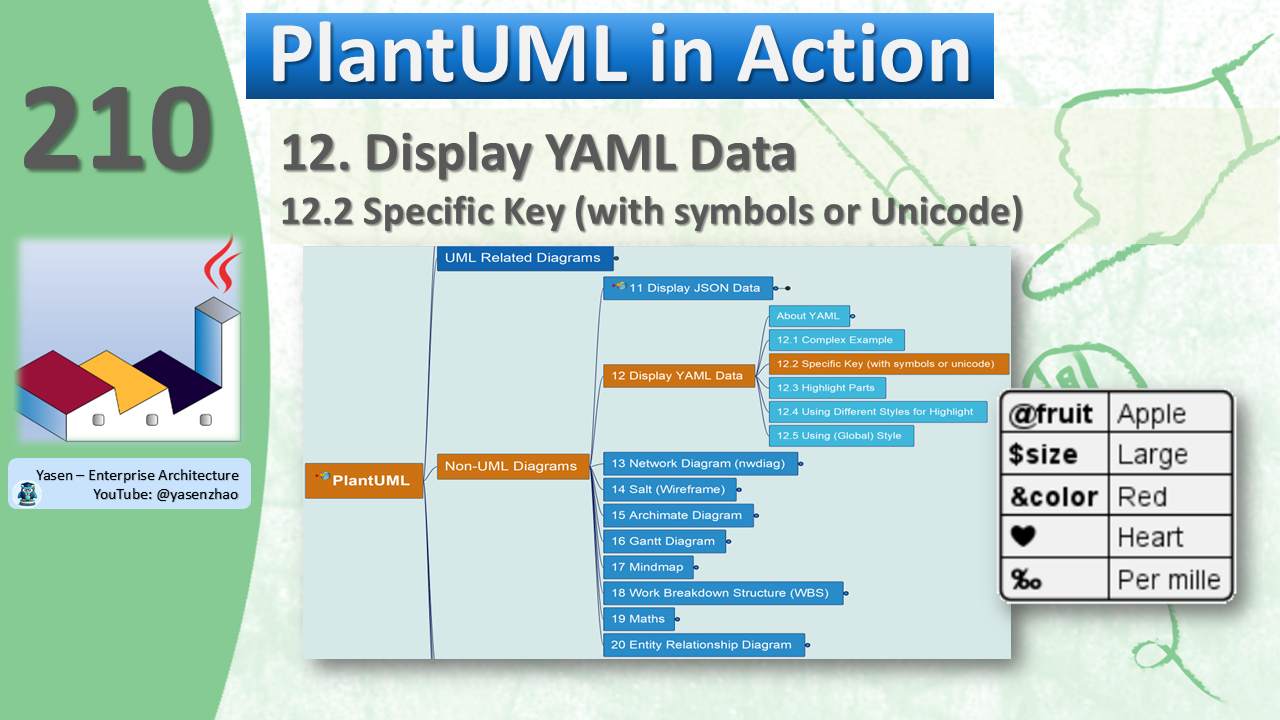 PlantUML in Action
210
12. Display YAML Data
12.2 Specific Key (with symbols or Unicode)
UML Related Diagrams
11 Display JSON Data
About YAML
12.1 Complex Example
12.2 Specific Key (with symbols or unicode)
12 Display YAML Data
12.3 Highlight Parts
12.4 Using Different Styles for Highlight
12.5 Using (Global) Style
Non-UML Diagrams
PlantUML
13 Network Diagram (nwdiag)
14 Salt (Wireframe)
15 Archimate Diagram
16 Gantt Diagram
17 Mindmap
18 Work Breakdown Structure (WBS)
19 Maths
20 Entity Relationship Diagram
@fruit Apple
$size Large
&color Red
♥ Heart
‰ Per mille
Yasen – Enterprise Architecture
YouTube: @yasenzhao